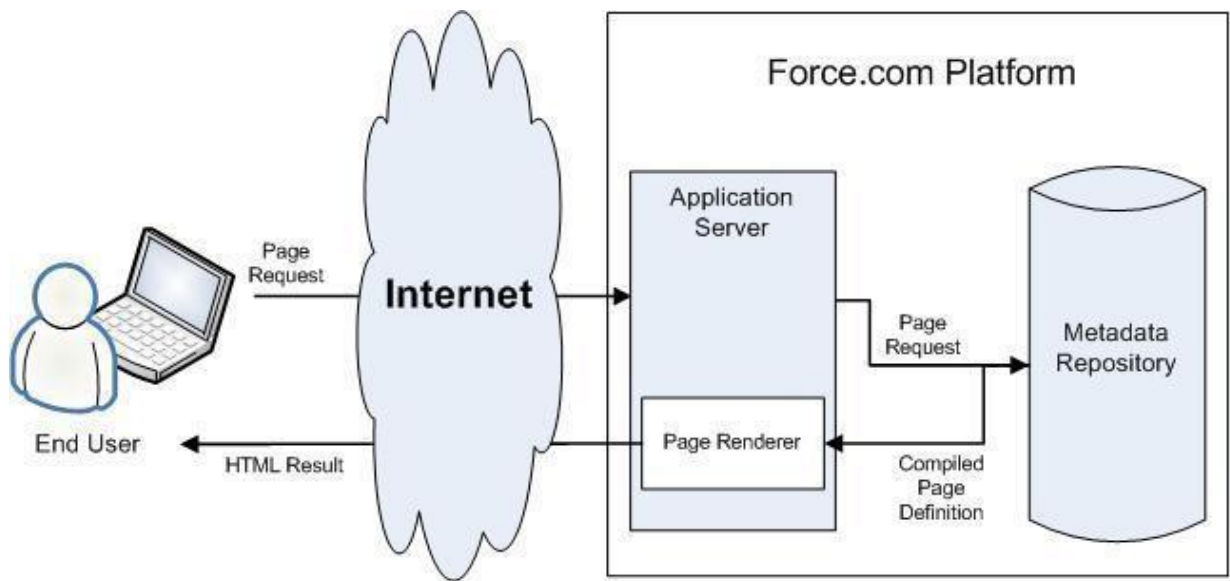 Force.com Platform
Application
Server
Page
Request
Internet
Page
Request
Metadata
Repository
Page Renderer
End User
HTML Result
Compiled
Page
Definition